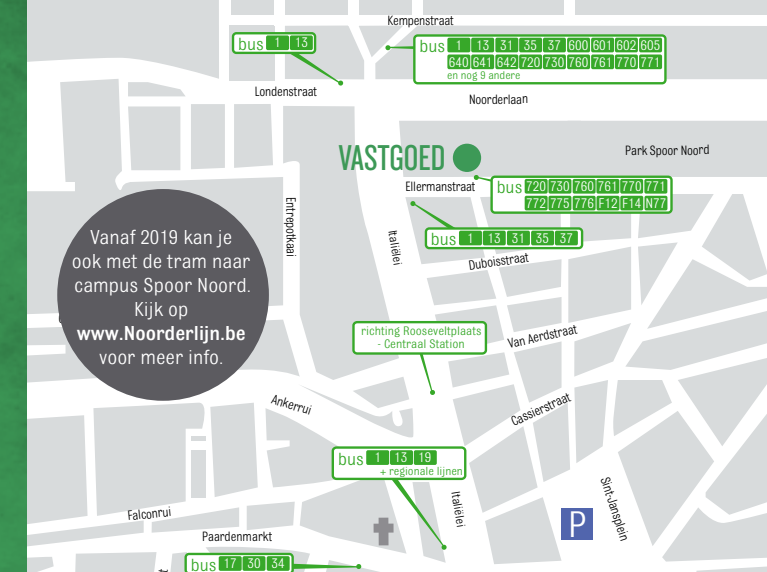 Kempenstraat
bus 1 13
bus 1 13 31 35 37 600 601 602 605
640 641 642 720 730 760 761 770 771
en nog 9 andere
Londenstraat
Noorderlaan
VASTGOED
Park Spoor Noord
Ellermanstraat
bus 720 730 760 761 770 771
772 775 776 F12 F14 N77
Entrepotkaai
Italiëlei
bus 1 13 31 35 37
Duboisstraat
Vanaf 2019 kan je
ook met de tram naar
campus Spoor Noord.
Kijk op
www.Noorderlijn.be
voor meer info.
richting Rooseveltplaats
- Centraal Station
Van Aerdtstraat
Ankerrui
Cassierstraat
bus 1 13 19
+ regionale lijnen
Italiëlei
Sint-Jansplein
P
Falconrui
Paardenmarkt
bus 17 30 34